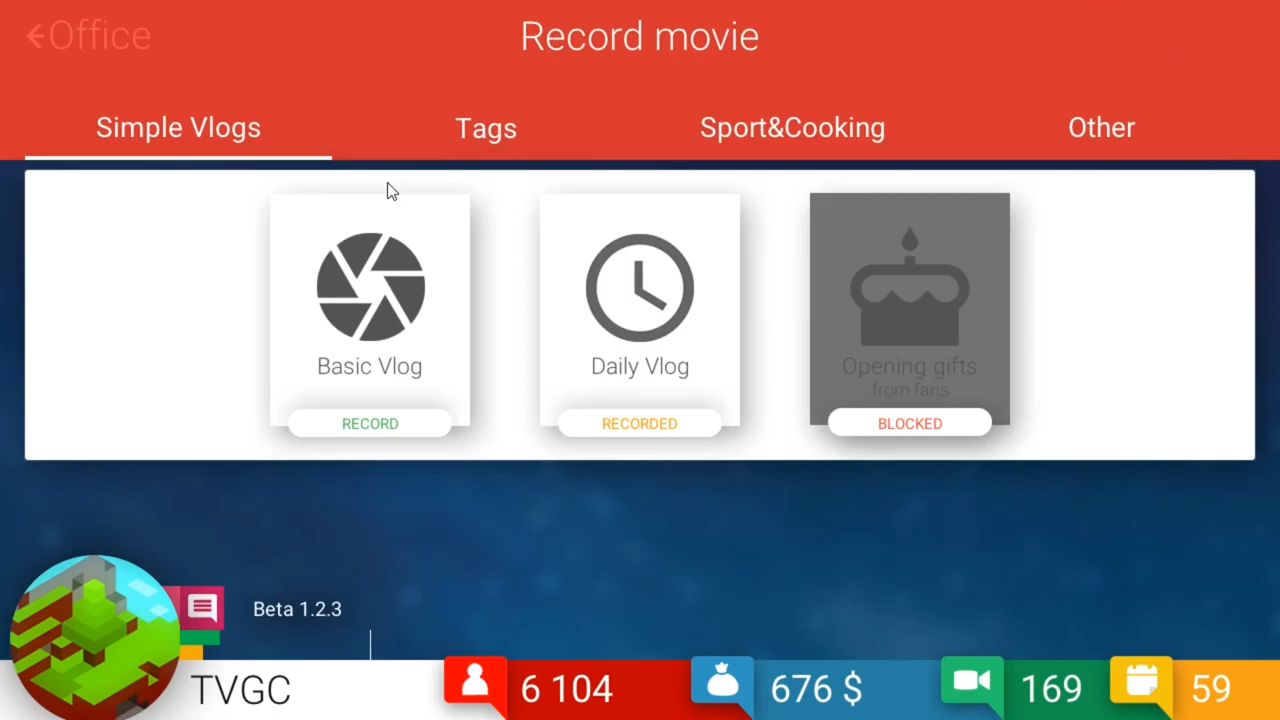 Office
Record movie
Simple Vlogs
Tags
Sport&Cooking
Other
Basic Vlog
RECORD
Daily Vlog
RECORDED
Opening gifts
from fans
BLOCKED
Beta 1.2.3
TVGC
6 104
676 $
169
59